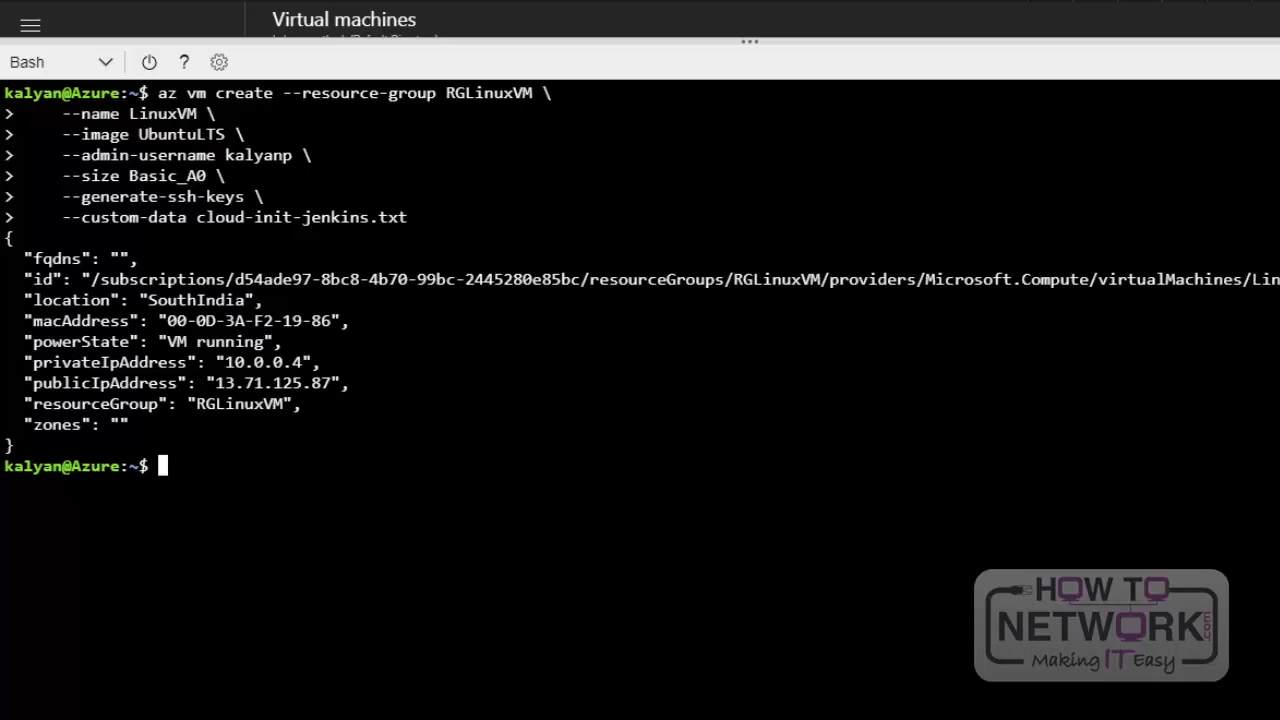 Virtual machines
Bash
?
kalyan@Azure:~$ az vm create --resource-group RGLinuxVM \
>     --name LinuxVM \
>     --image UbuntuLTS \
>     --admin-username kalyanp \
>     --size Basic_A0 \
>     --generate-ssh-keys \
>     --custom-data cloud-init-jenkins.txt
{
  "fqdns": "",
  "id": "/subscriptions/d54ade97-8bc8-4b70-99bc-2445280e85bc/resourceGroups/RGLinuxVM/providers/Microsoft.Compute/virtualMachines/Lin
  "location": "SouthIndia",
  "macAddress": "00-0D-3A-F2-19-86",
  "powerState": "VM running",
  "privateIpAddress": "10.0.0.4",
  "publicIpAddress": "13.71.125.87",
  "resourceGroup": "RGLinuxVM",
  "zones": ""
}
kalyan@Azure:~$
HOW TO
NETWORK.com
Making IT Easy